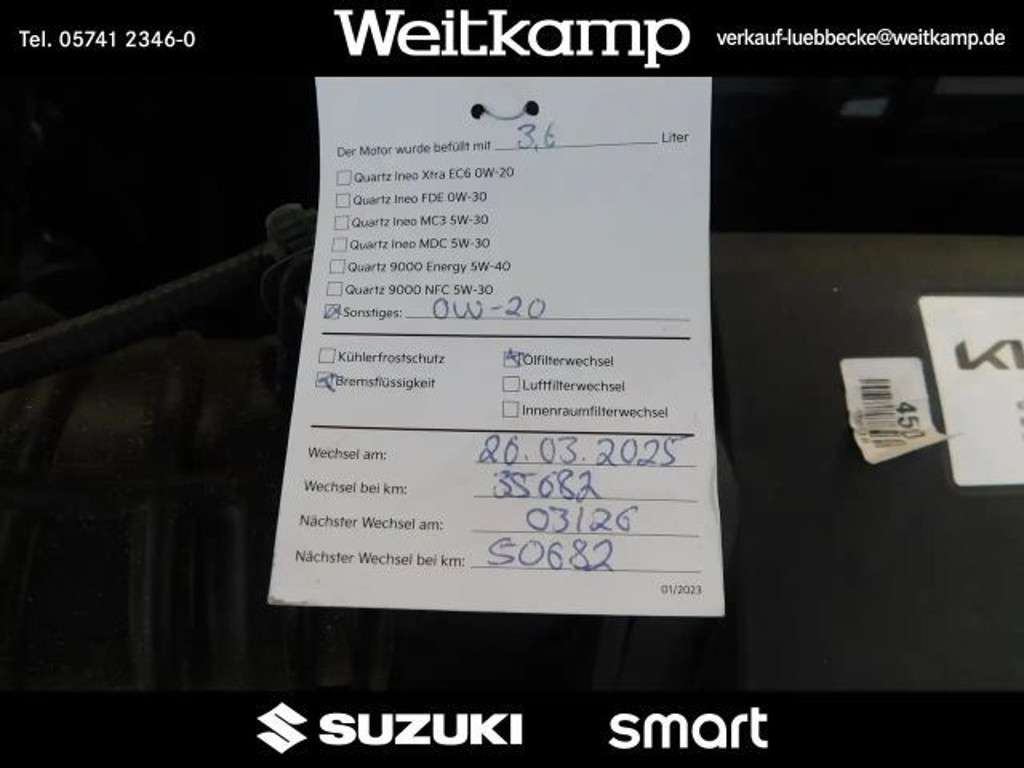 Tel. 05741 2346-0
Weitkamp
verkauf-luebbecke@weitkamp.de
Der Motor wurde befüllt mit 3,6 Liter
Quartz Ineo Xtra EC6 0W-20
Quartz Ineo FDE 0W-30
Quartz Ineo MC3 5W-30
Quartz Ineo MDC 5W-30
Quartz 9000 Energy 5W-40
Quartz 9000 NFC 5W-30
Sonstiges: 0W-20
Kühlerfrostschutz
Ölfilterwechsel
Bremsflüssigkeit
Luftfilterwechsel
Innenraumfilterwechsel
Wechsel am: 26.03.2025
Wechsel bei km: 35682
Nächster Wechsel am: 03126
Nächster Wechsel bei km: 50682
01/2023
SUZUKI
smart